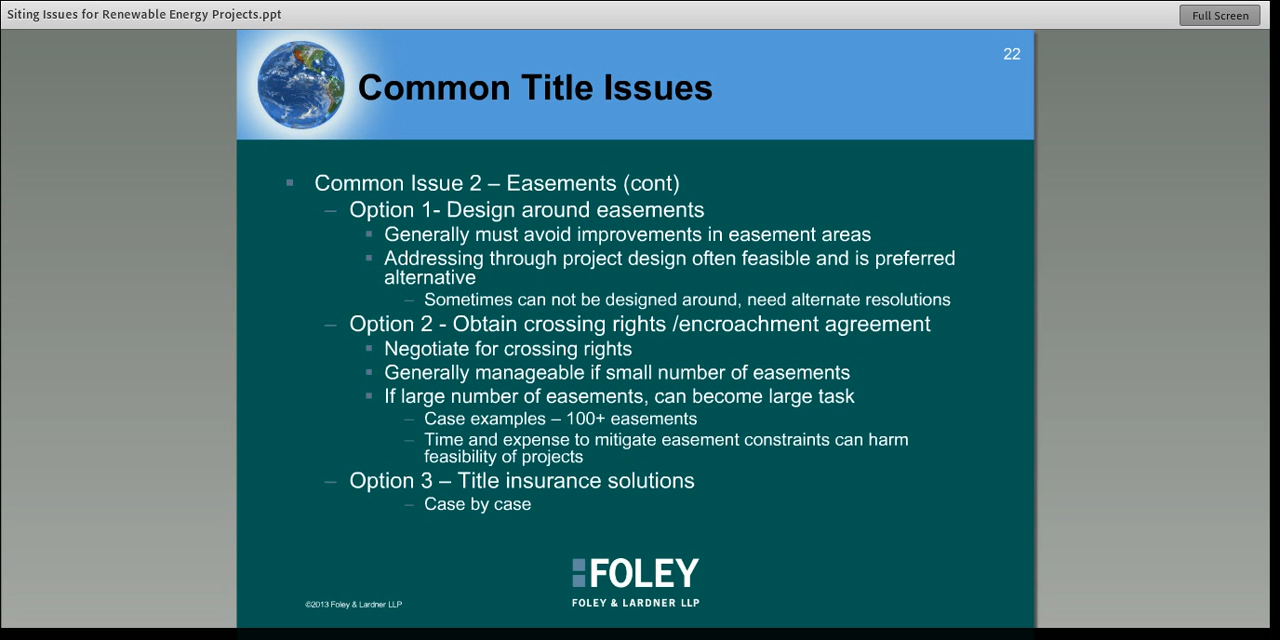 Siting Issues for Renewable Energy Projects.ppt
Full Screen
22
Common Title Issues
Common Issue 2 – Easements (cont)
– Option 1- Design around easements
Generally must avoid improvements in easement areas
Addressing through project design often feasible and is preferred
alternative
– Sometimes can not be designed around, need alternate resolutions
– Option 2 - Obtain crossing rights /encroachment agreement
Negotiate for crossing rights
Generally manageable if small number of easements
If large number of easements, can become large task
– Case examples – 100+ easements
– Time and expense to mitigate easement constraints can harm
feasibility of projects
– Option 3 – Title insurance solutions
– Case by case
FOLEY
FOLEY & LARDNER LLP
©2013 Foley & Lardner LLP